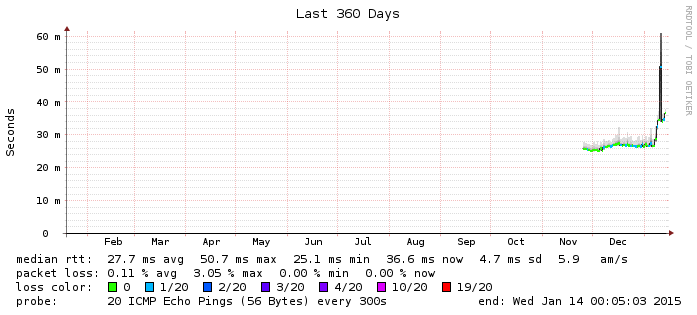 Last 360 Days
RRDTOOL / TOBI OETIKER
Seconds
60 m
50 m
40 m
30 m
20 m
10 m
0
Feb Mar Apr May Jun Jul Aug Sep Oct Nov Dec
median rtt: 27.7 ms avg 50.7 ms max 25.1 ms min 36.6 ms now 4.7 ms sd 5.9 am/s
packet loss: 0.11 % avg 3.05 % max 0.00 % min 0.00 % now
loss color: 0 1/20 2/20 3/20 4/20 10/20 19/20
probe: 20 ICMP Echo Pings (56 Bytes) every 300s end: Wed Jan 14 00:05:03 2015